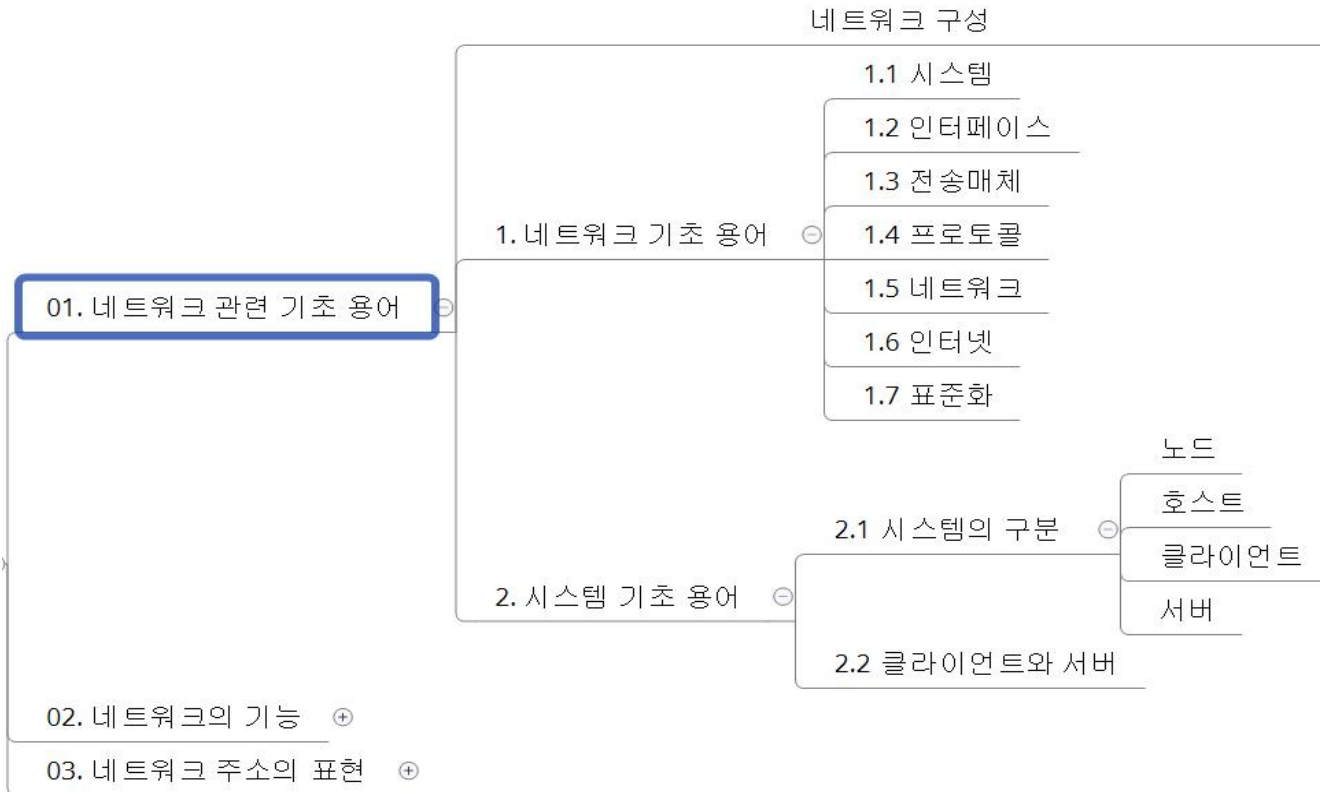 네트워크 구성
1.1 시스템
1.2 인터페이스
1.3 전송매체
1. 네트워크 기초 용어
1.4 프로토콜
1.5 네트워크
01. 네트워크 관련 기초 용어
1.6 인터넷
1.7 표준화
노드
호스트
2.1 시스템의 구분
클라이언트
2. 시스템 기초 용어
서버
2.2 클라이언트와 서버
02. 네트워크의 기능
03. 네트워크 주소의 표현